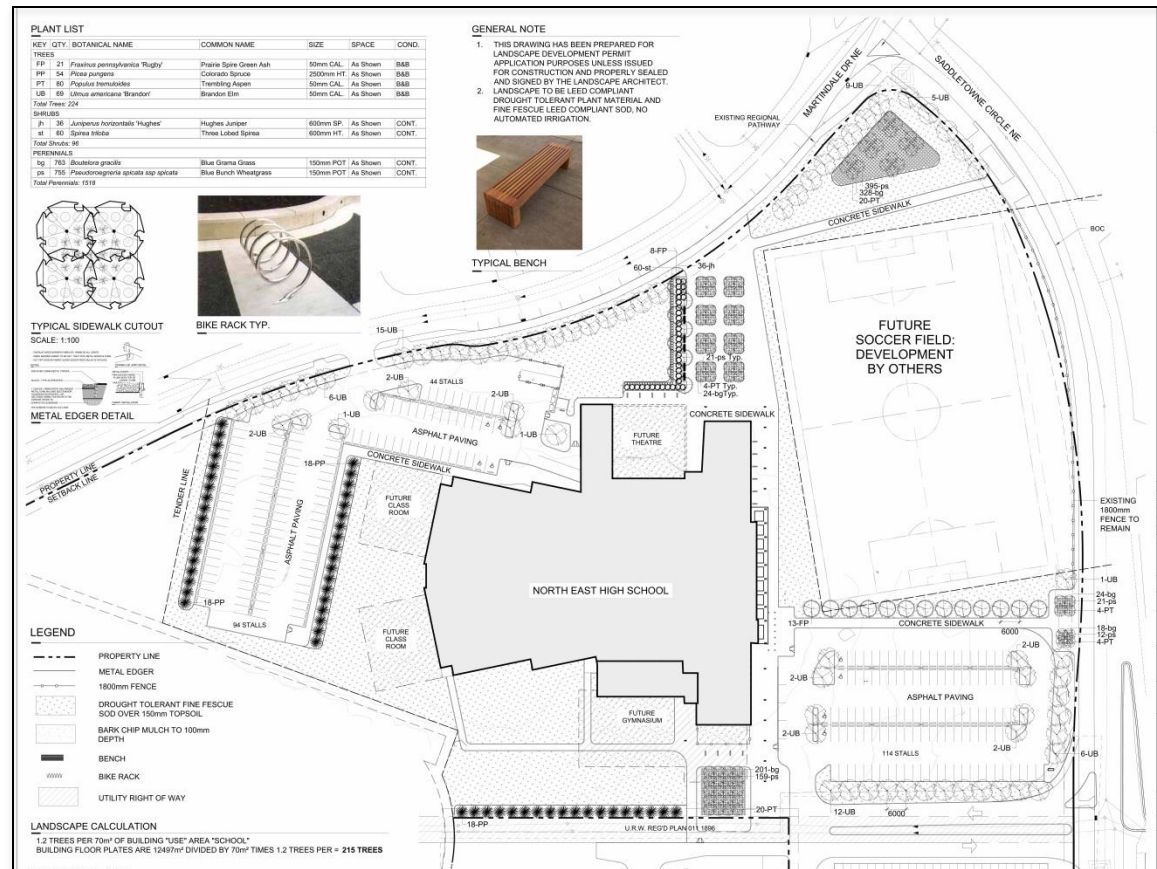 PLANT LIST
KEY QTY. BOTANICAL NAME COMMON NAME SIZE SPACE COND.
TREES
FP 21 Fraxinus pennsylvanica 'Rugby' Prairie Spire Green Ash 50mm CAL. As Shown B&B
PP 54 Picea pungens Colorado Spruce 2500mm HT. As Shown B&B
PT 80 Populus tremuloides Trembling Aspen 50mm CAL. As Shown B&B
UB 69 Ulmus americana 'Brandon' Brandon Elm 50mm CAL. As Shown B&B
Total Trees: 224
SHRUBS
jh 36 Juniperus horizontalis 'Hughes' Hughes Juniper 600mm SP. As Shown CONT.
st 60 Spirea triloba Three Lobed Spirea 600mm HT. As Shown CONT.
Total Shrubs: 96
PERENNIALS
bg 763 Boutelora gracilis Blue Grama Grass 150mm POT As Shown CONT.
ps 755 Pseudoroegneria spicata ssp spicata Blue Bunch Wheatgrass 150mm POT As Shown CONT.
Total Perennials: 1518
GENERAL NOTE
1. THIS DRAWING HAS BEEN PREPARED FOR
LANDSCAPE DEVELOPMENT PERMIT
APPLICATION PURPOSES UNLESS ISSUED
FOR CONSTRUCTION AND PROPERLY SEALED
AND SIGNED BY THE LANDSCAPE ARCHITECT.
2. LANDSCAPE TO BE LEED COMPLIANT
DROUGHT TOLERANT PLANT MATERIAL AND
FINE FESCUE LEED COMPLIANT SOD, NO
AUTOMATED IRRIGATION.
TYPICAL BENCH
TYPICAL SIDEWALK CUTOUT
SCALE: 1:100
BIKE RACK TYP.
METAL EDGER DETAIL
MARTINDALE DR NE
SADDLETOWNE CIRCLE NE
9-UB
5-UB
EXISTING REGIONAL
PATHWAY
395-ps
328-bg
20-PT
CONCRETE SIDEWALK
BOC
8-FP
60-st
36-jh
21-ps Typ.
4-PT Typ.
24-bgTyp.
CONCRETE SIDEWALK
FUTURE
SOCCER FIELD:
DEVELOPMENT
BY OTHERS
15-UB
2-UB
44 STALLS
6-UB
2-UB
1-UB
2-UB
1-UB
ASPHALT PAVING
CONCRETE SIDEWALK
18-PP
PROPERTY LINE
SETBACK LINE
TENDER LINE
ASPHALT PAVING
18-PP
94 STALLS
FUTURE
THEATRE
FUTURE
CLASS
ROOM
NORTH EAST HIGH SCHOOL
FUTURE
CLASS
ROOM
FUTURE
GYMNASIUM
EXISTING
1800mm
FENCE TO
REMAIN
1-UB
24-bg
21-ps
4-PT
18-bg
12-ps
4-PT
13-FP
CONCRETE SIDEWALK
6000
2-UB
2-UB
ASPHALT PAVING
2-UB
2-UB
114 STALLS
6-UB
12-UB
6000
201-bg
159-ps
20-PT
18-PP
U.R.W. REG'D PLAN 011 1896
LEGEND
PROPERTY LINE
METAL EDGER
1800mm FENCE
DROUGHT TOLERANT FINE FESCUE
SOD OVER 150mm TOPSOIL
BARK CHIP MULCH TO 100mm
DEPTH
BENCH
BIKE RACK
UTILITY RIGHT OF WAY
LANDSCAPE CALCULATION
1.2 TREES PER 70m² OF BUILDING "USE" AREA "SCHOOL"
BUILDING FLOOR PLATES ARE 12497m² DIVIDED BY 70m² TIMES 1.2 TREES PER = 215 TREES